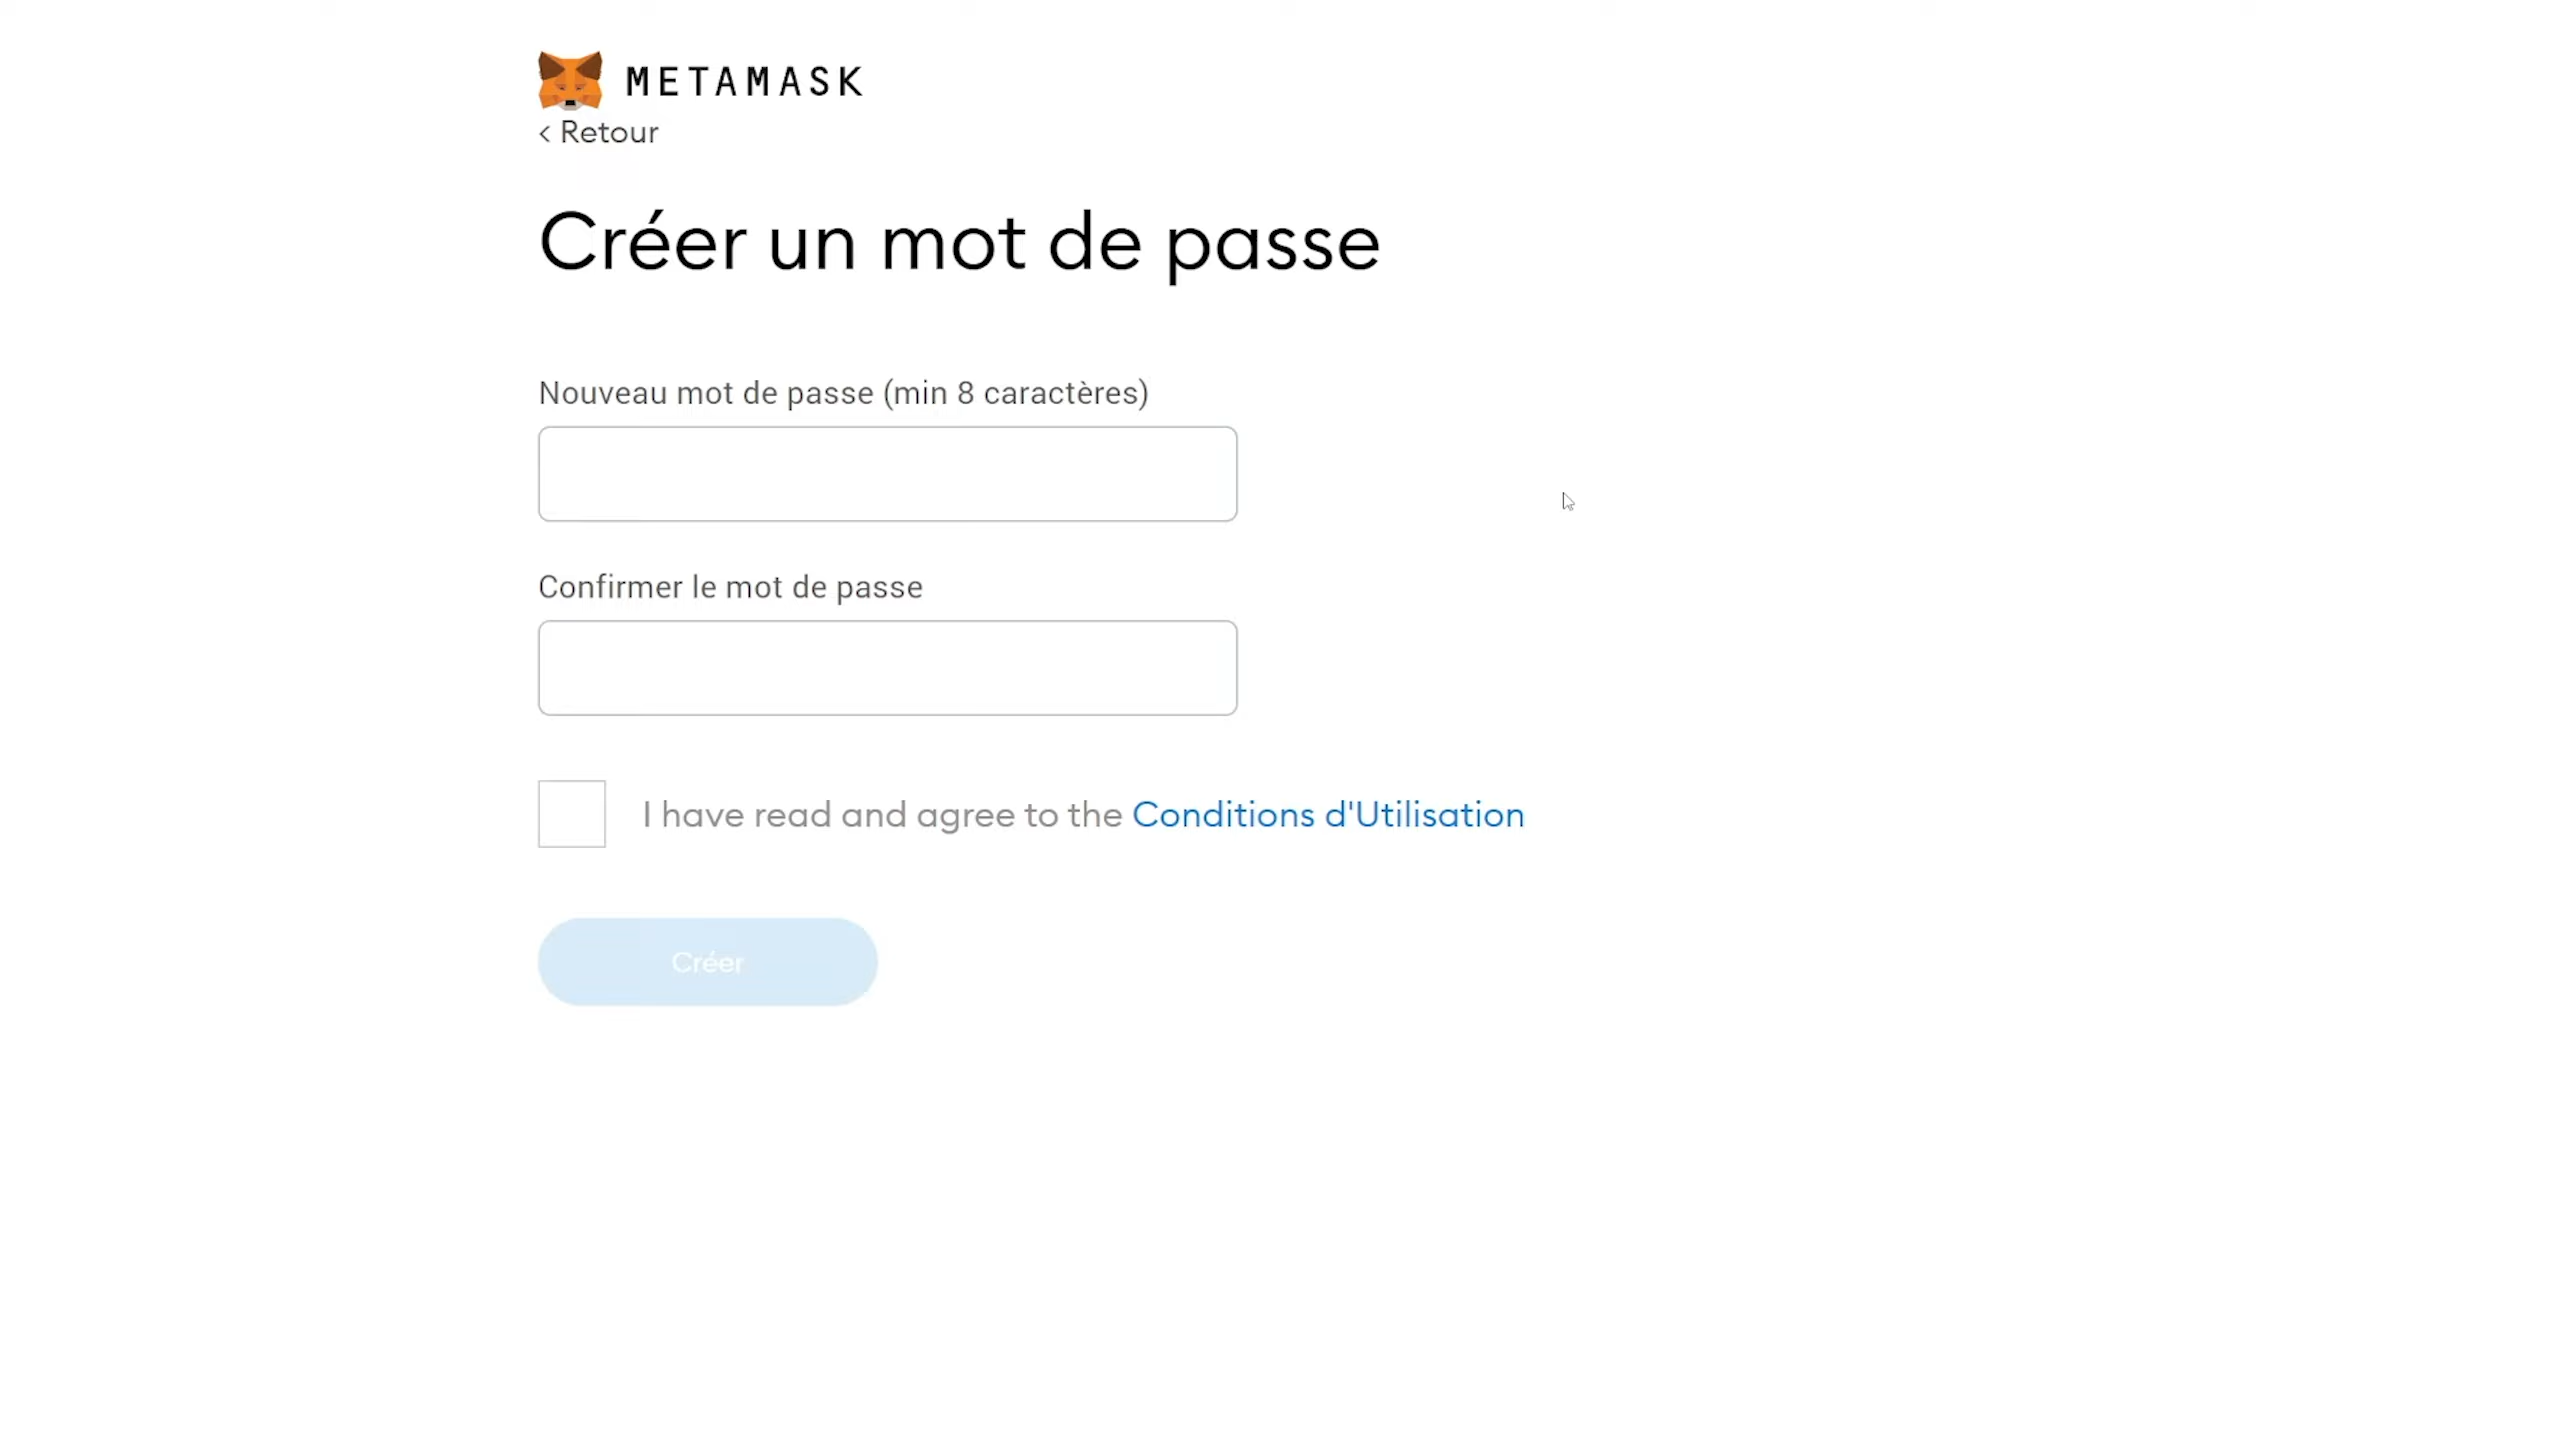 METAMASK
< Retour
Créer un mot de passe
Nouveau mot de passe (min 8 caractères)
Confirmer le mot de passe
I have read and agree to the Conditions d'Utilisation
Créer